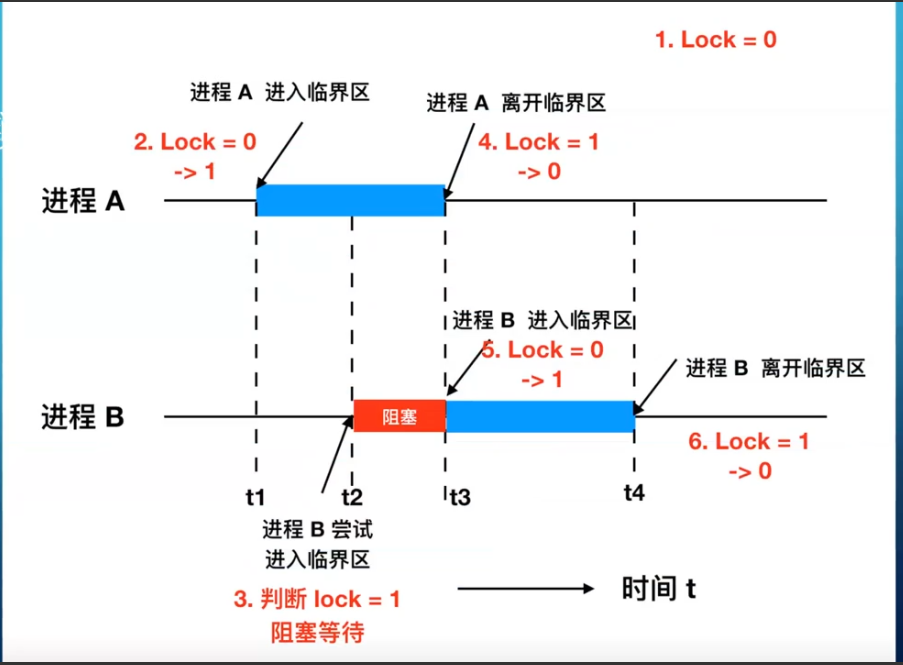 1. Lock = 0
进程 A 进入临界区
进程 A 离开临界区
2. Lock = 0
-> 1
4. Lock = 1
-> 0
进程 A
进程 B 进入临界区
5. Lock = 0
-> 1
进程 B 离开临界区
进程 B
阻塞
6. Lock = 1
-> 0
t1
t2
t3
t4
进程 B 尝试
进入临界区
时间 t
3. 判断 lock = 1
阻塞等待